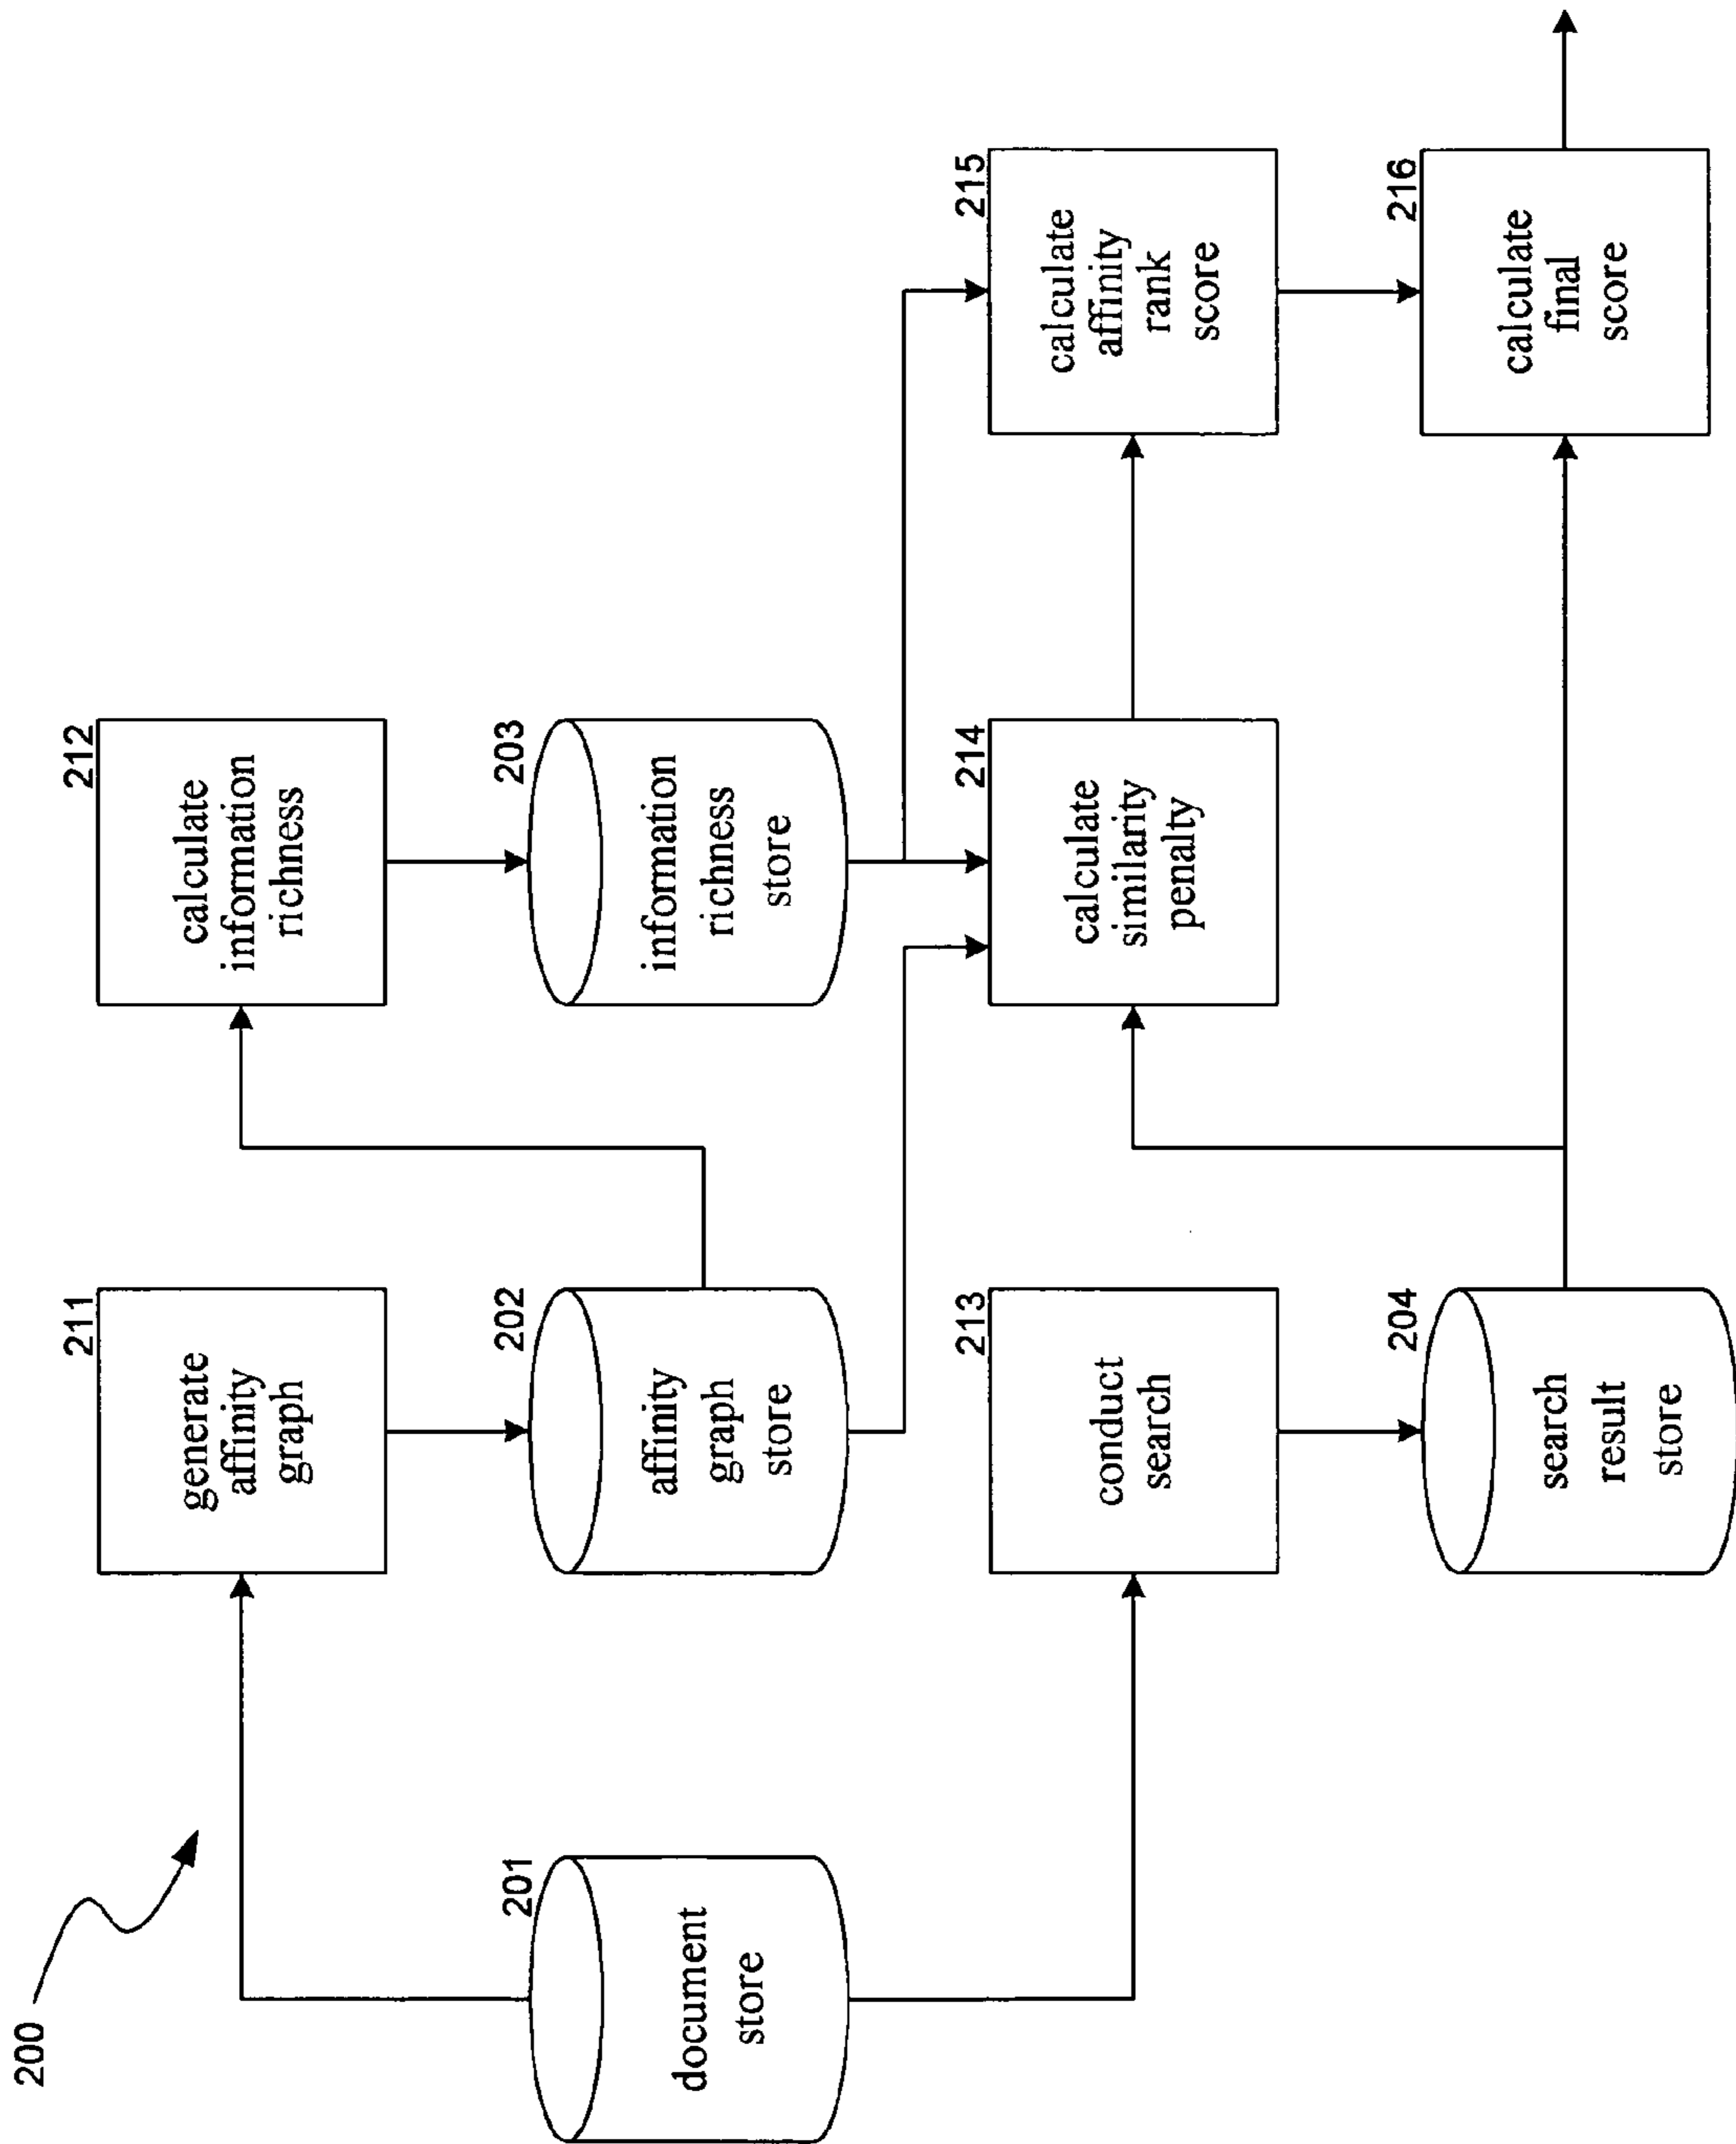 200
201
document
store
211
generate
affinity
graph
202
affinity
graph
store
213
conduct
search
204
search
result
store
212
calculate
information
richness
203
information
richness
store
214
calculate
similarity
penalty
215
calculate
affinity
rank
score
216
calculate
final
score